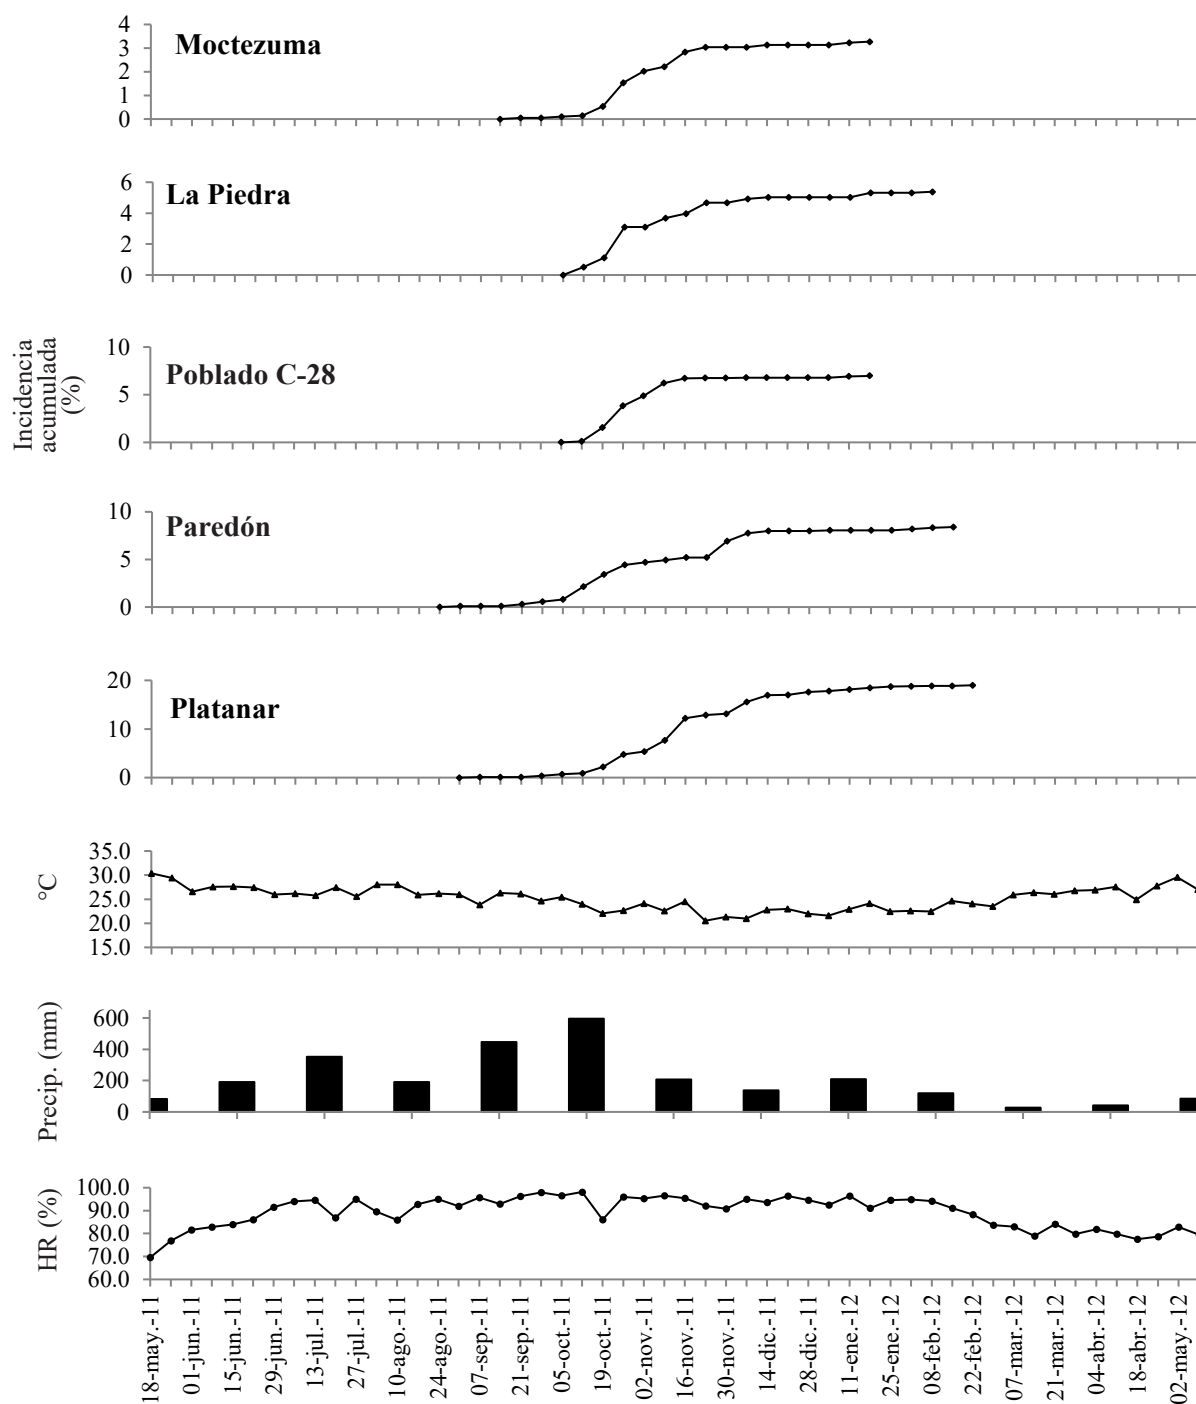 4
3
2
1
0
Moctezuma
6
4
2
0
La Piedra
Incidencia
acumulada
(%)
10
5
0
Poblado C-28
10
5
0
Paredón
20
10
0
Platanar
°C
35.0
30.0
25.0
20.0
15.0
Precip. (mm)
600
400
200
0
HR (%)
100.0
90.0
80.0
70.0
60.0
18-may.-11
01-jun.-11
15-jun.-11
29-jun.-11
13-jul.-11
27-jul.-11
10-ago.-11
24-ago.-11
07-sep.-11
21-sep.-11
05-oct.-11
19-oct.-11
02-nov.-11
16-nov.-11
30-nov.-11
14-dic.-11
28-dic.-11
11-ene.-12
25-ene.-12
08-feb.-12
22-feb.-12
07-mar.-12
21-mar.-12
04-abr.-12
18-abr.-12
02-may.-12